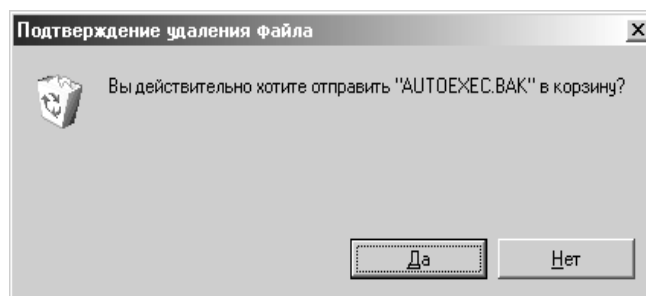 Подтверждение удаления файла
Вы действительно хотите отправить "AUTOEXEC.BAK" в корзину?
Да
Нет